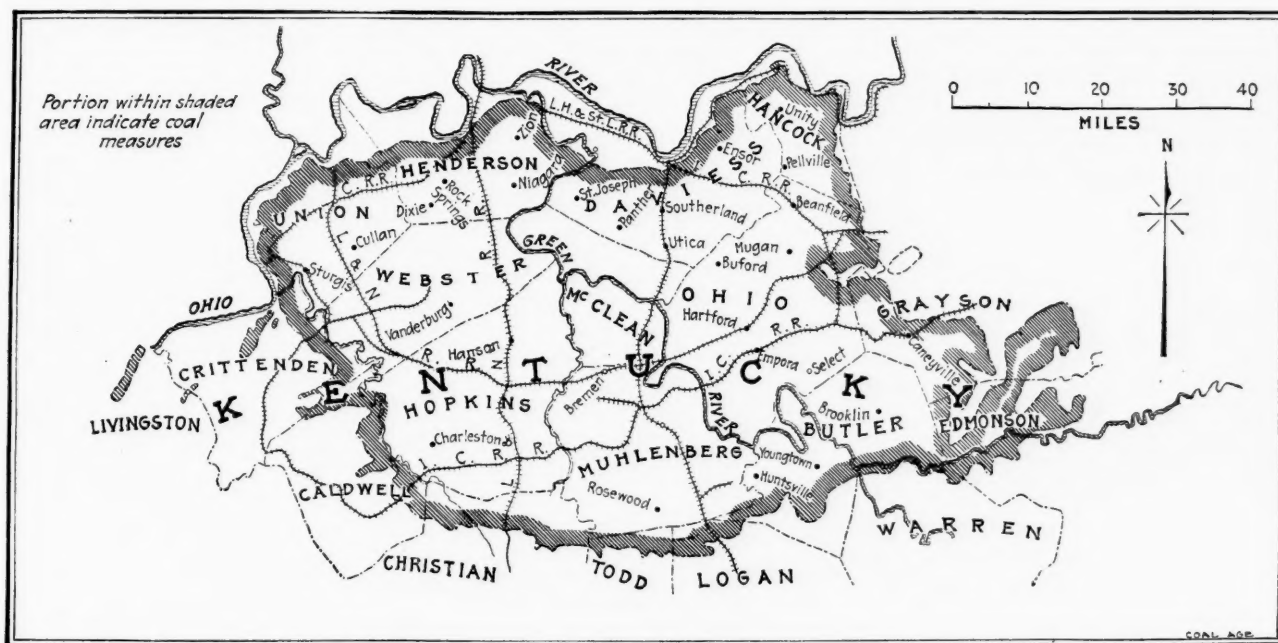 Portion within shaded
area indicate coal
measures
RIVER
L.H. & St. L. R.R.
HANCOCK
Unity
Ensor
Pellville
0 10 20 30 40
MILES
N
Zion
HENDERSON
I. C. R.R.
Niagara
Rock
Springs
Dixie
St. Joseph
DAVIESS
Panther
Southerland
I. C. R.R.
Beanfield
UNION
L & N
R. R.
Cullan
GREEN
RIVER
Utica
Mugan
Buford
Sturgis
WEBSTER
OHIO
Mc CLEAN
OHIO
Hartford
GRAYSON
Vanderburg
Hanson
I. C. R. R.
Empora
Select
Caneyville
CRITTENDEN
R. R.
KENTUCKY
LIVINGSTON
HOPKINS
Bremen
RIVER
Brooklin
BUTLER
EDMONSON
Charleston
I. C. R. R.
MUHLENBERG
Youngtown
Huntsville
CALDWELL
L & N
Rosewood
WARREN
CHRISTIAN
TODD
LOGAN
COAL AGE